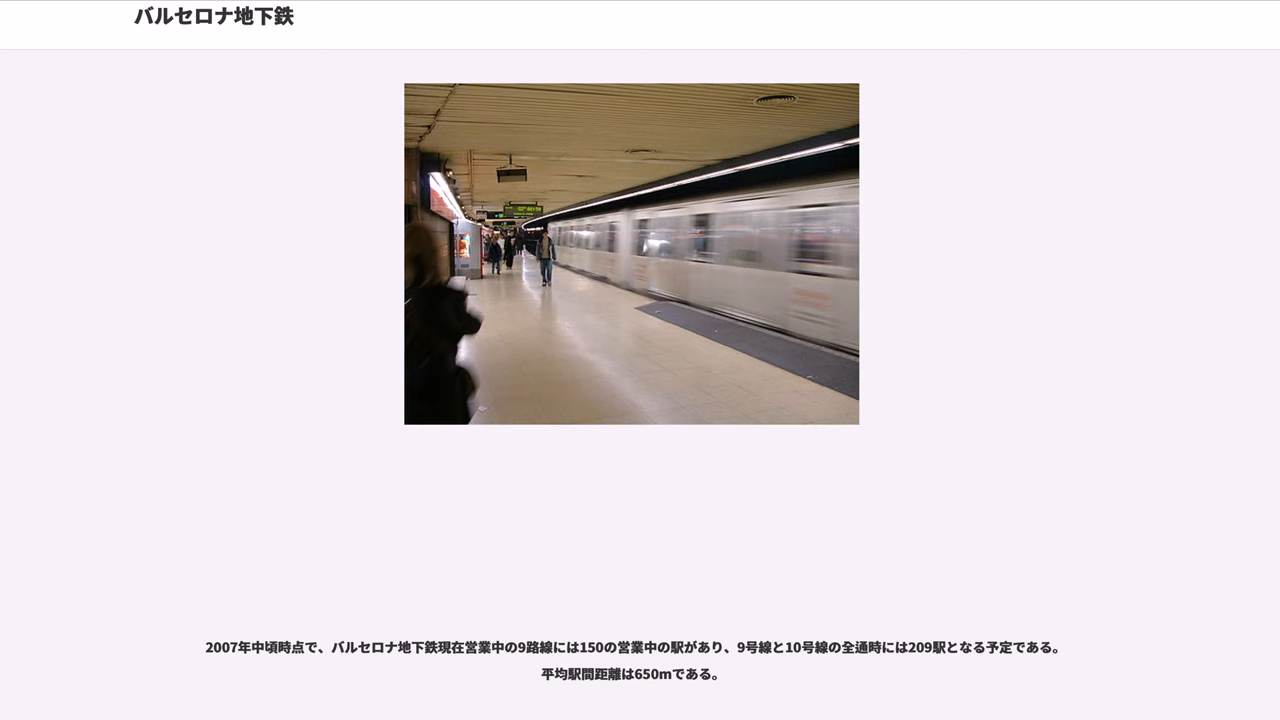 バルセロナ地下鉄
2007年中頃時点で、バルセロナ地下鉄現在営業中の9路線には150の営業中の駅があり、9号線と10号線の全通時には209駅となる予定である。
平均駅間距離は650mである。